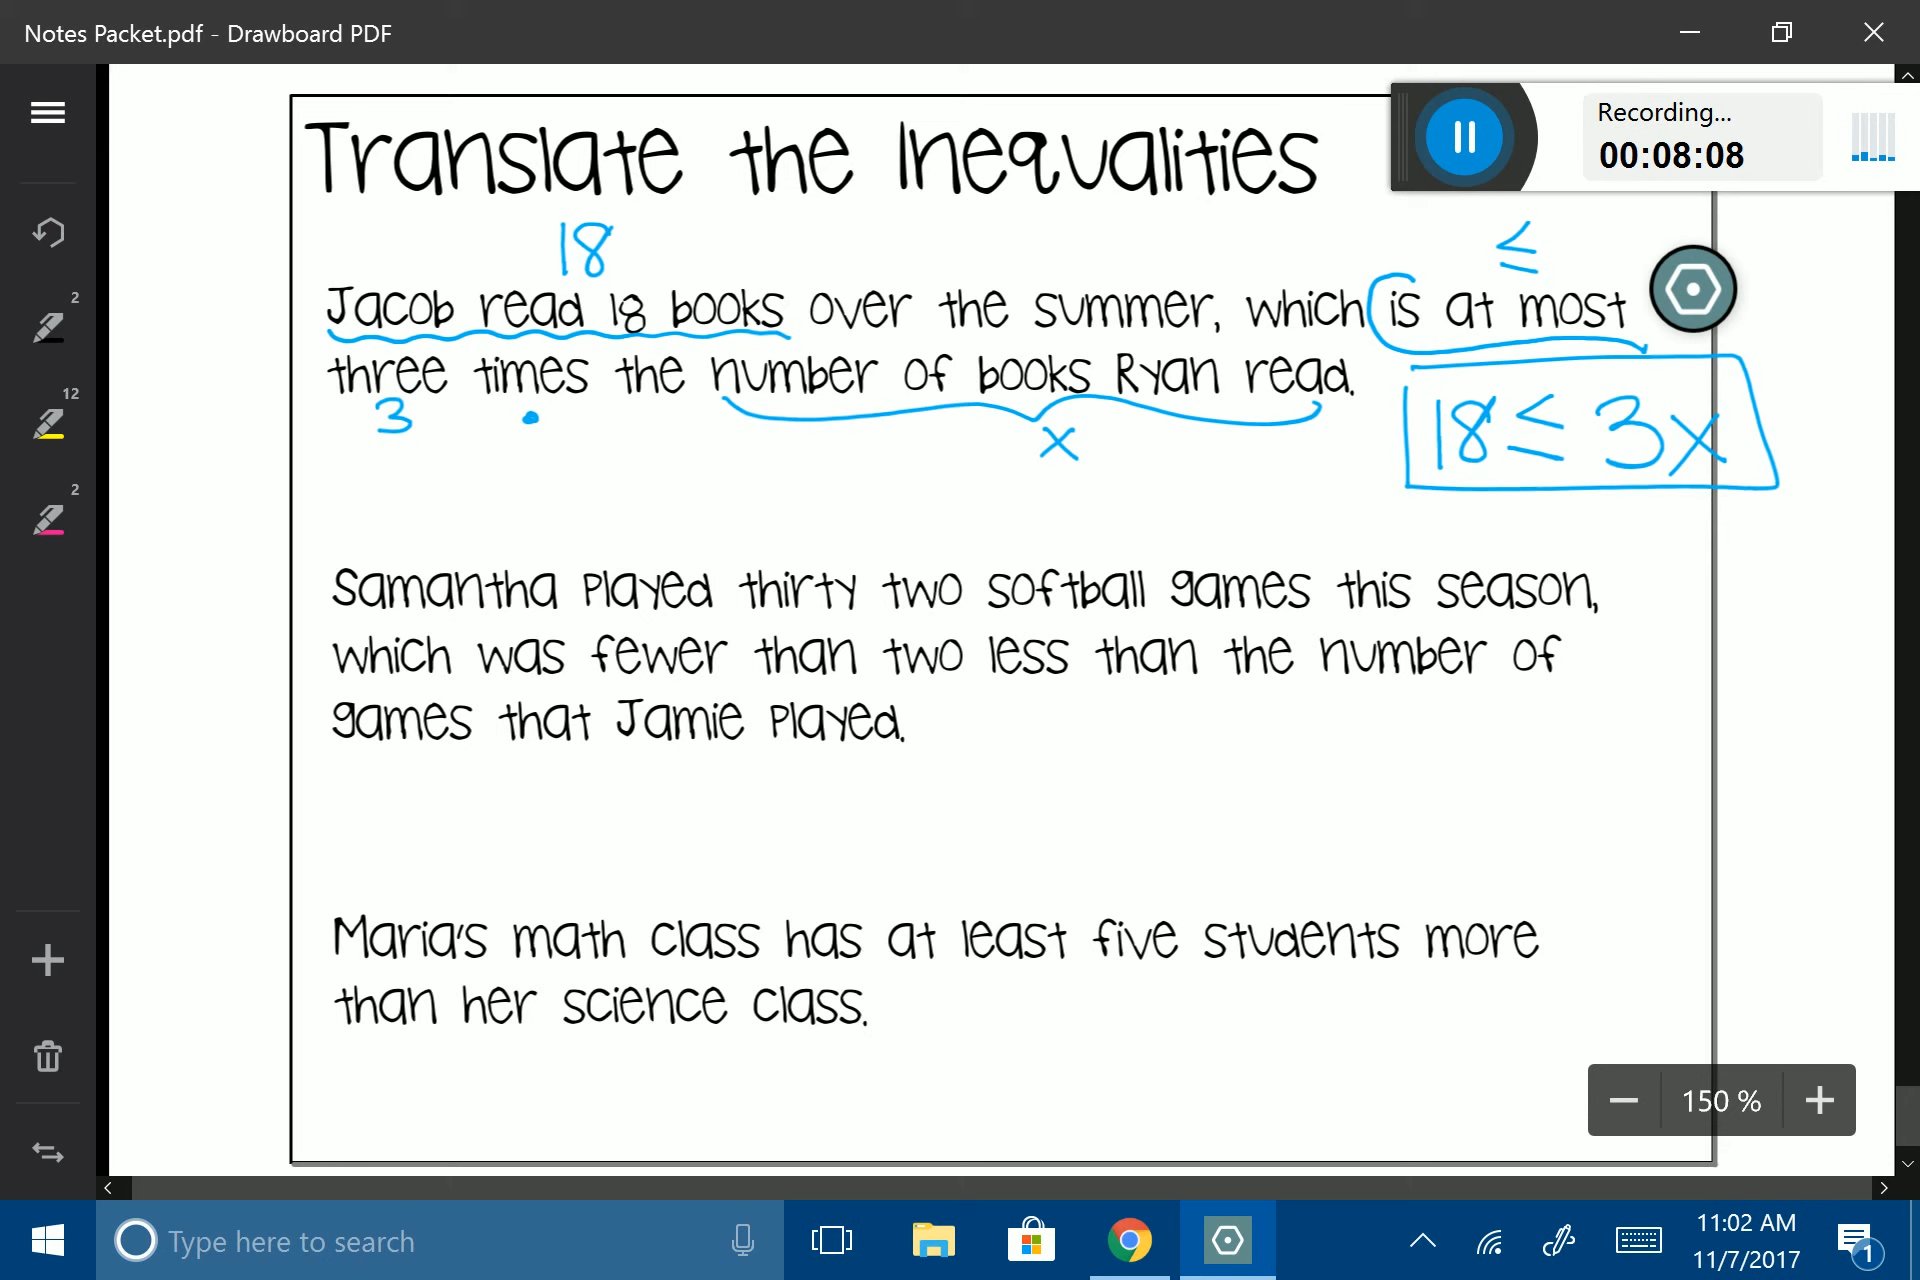 Notes Packet.pdf - Drawboard PDF
Recording...
00:08:08
Translate the Inequalities
18
≤
2
Jacob read 18 books over the summer, which is at most
three times the number of books Ryan read.
12
3 • x
18 ≤ 3x
2
Samantha played thirty two softball games this season,
which was fewer than two less than the number of
games that Jamie played.
Maria's math class has at least five students more
than her science class.
150 %
Type here to search
11:02 AM
11/7/2017
1